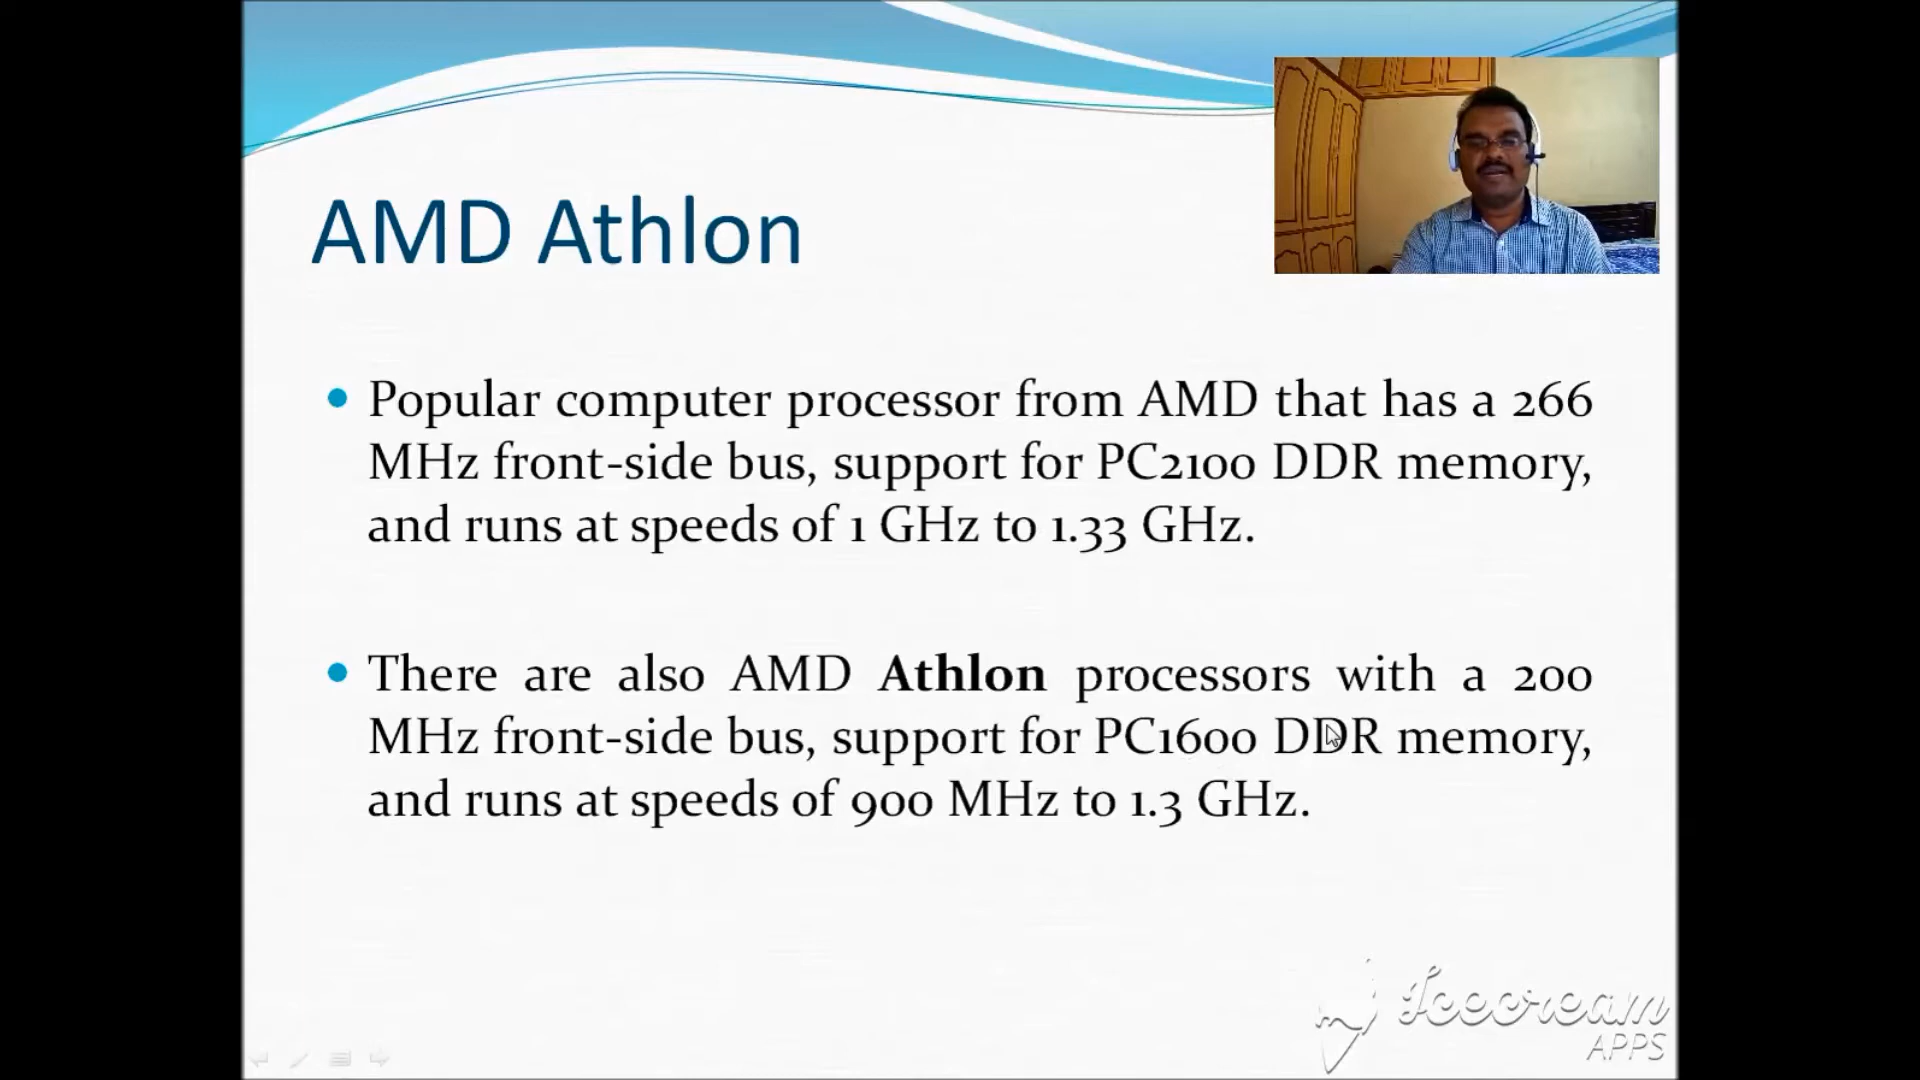 AMD Athlon
Popular computer processor from AMD that has a 266
MHz front-side bus, support for PC2100 DDR memory,
and runs at speeds of 1 GHz to 1.33 GHz.
There are also AMD Athlon processors with a 200
MHz front-side bus, support for PC1600 DDR memory,
and runs at speeds of 900 MHz to 1.3 GHz.
Icecream
APPS